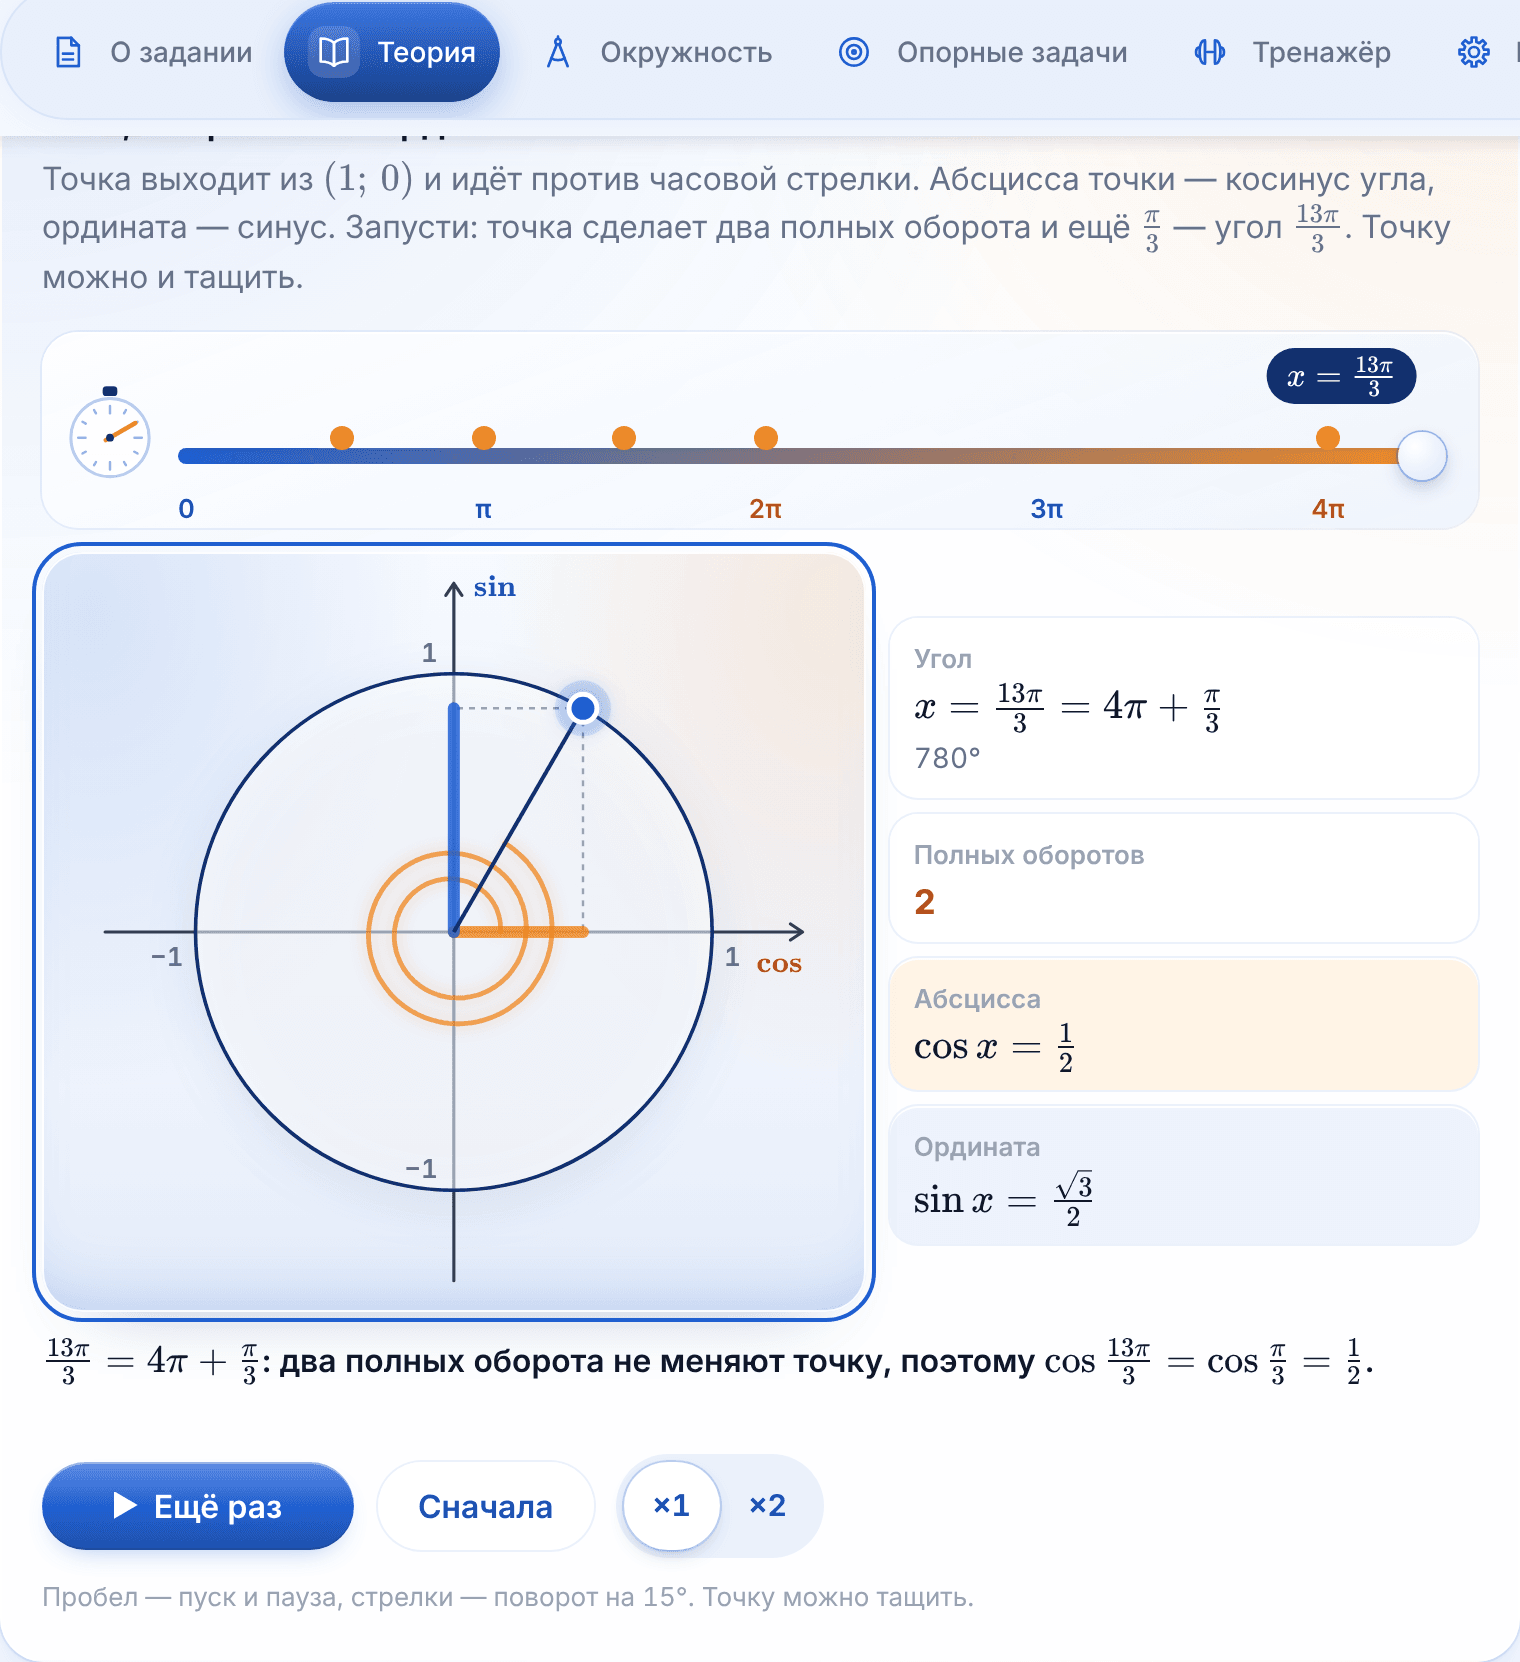 О задании Теория Окружность Опорные задачи Тренажёр
Точка выходит из (1; 0) и идёт против часовой стрелки. Абсцисса точки — косинус угла,
ордината — синус. Запусти: точка сделает два полных оборота и ещё π/3 — угол 13π/3. Точку
можно и тащить.
x = 13π/3
0 π 2π 3π 4π
sin
1
−1 1 cos
−1
Угол
x = 13π/3 = 4π + π/3
780°
Полных оборотов
2
Абсцисса
cos x = 1/2
Ордината
sin x = √3/2
13π/3 = 4π + π/3: два полных оборота не меняют точку, поэтому cos 13π/3 = cos π/3 = 1/2.
Ещё раз Сначала ×1 ×2
Пробел — пуск и пауза, стрелки — поворот на 15°. Точку можно тащить.